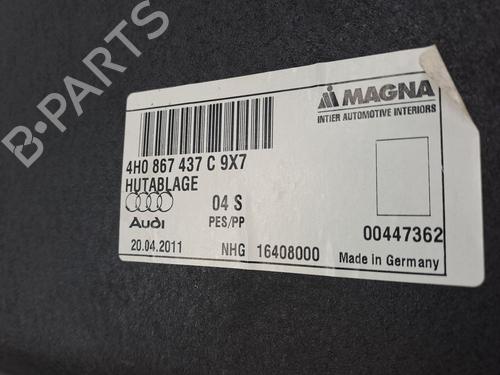 B-PARTS
MAGNA
INTIER AUTOMOTIVE INTERIORS
4H0 867 437 C 9X7
HUTABLAGE
04 S
Audi
PES/PP
00447362
20.04.2011
NHG 16408000
Made in Germany